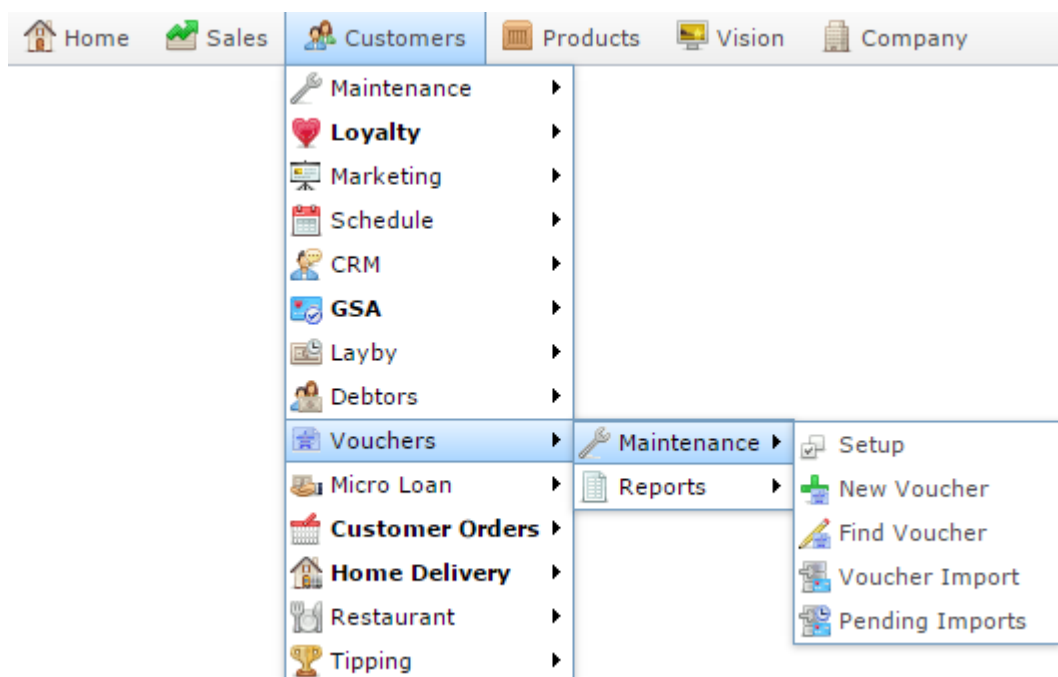 Home Sales Customers Products Vision Company
Maintenance
Loyalty
Marketing
Schedule
CRM
GSA
Layby
Debtors
Vouchers Maintenance Setup
Micro Loan Reports New Voucher
Customer Orders Find Voucher
Home Delivery Voucher Import
Restaurant Pending Imports
Tipping